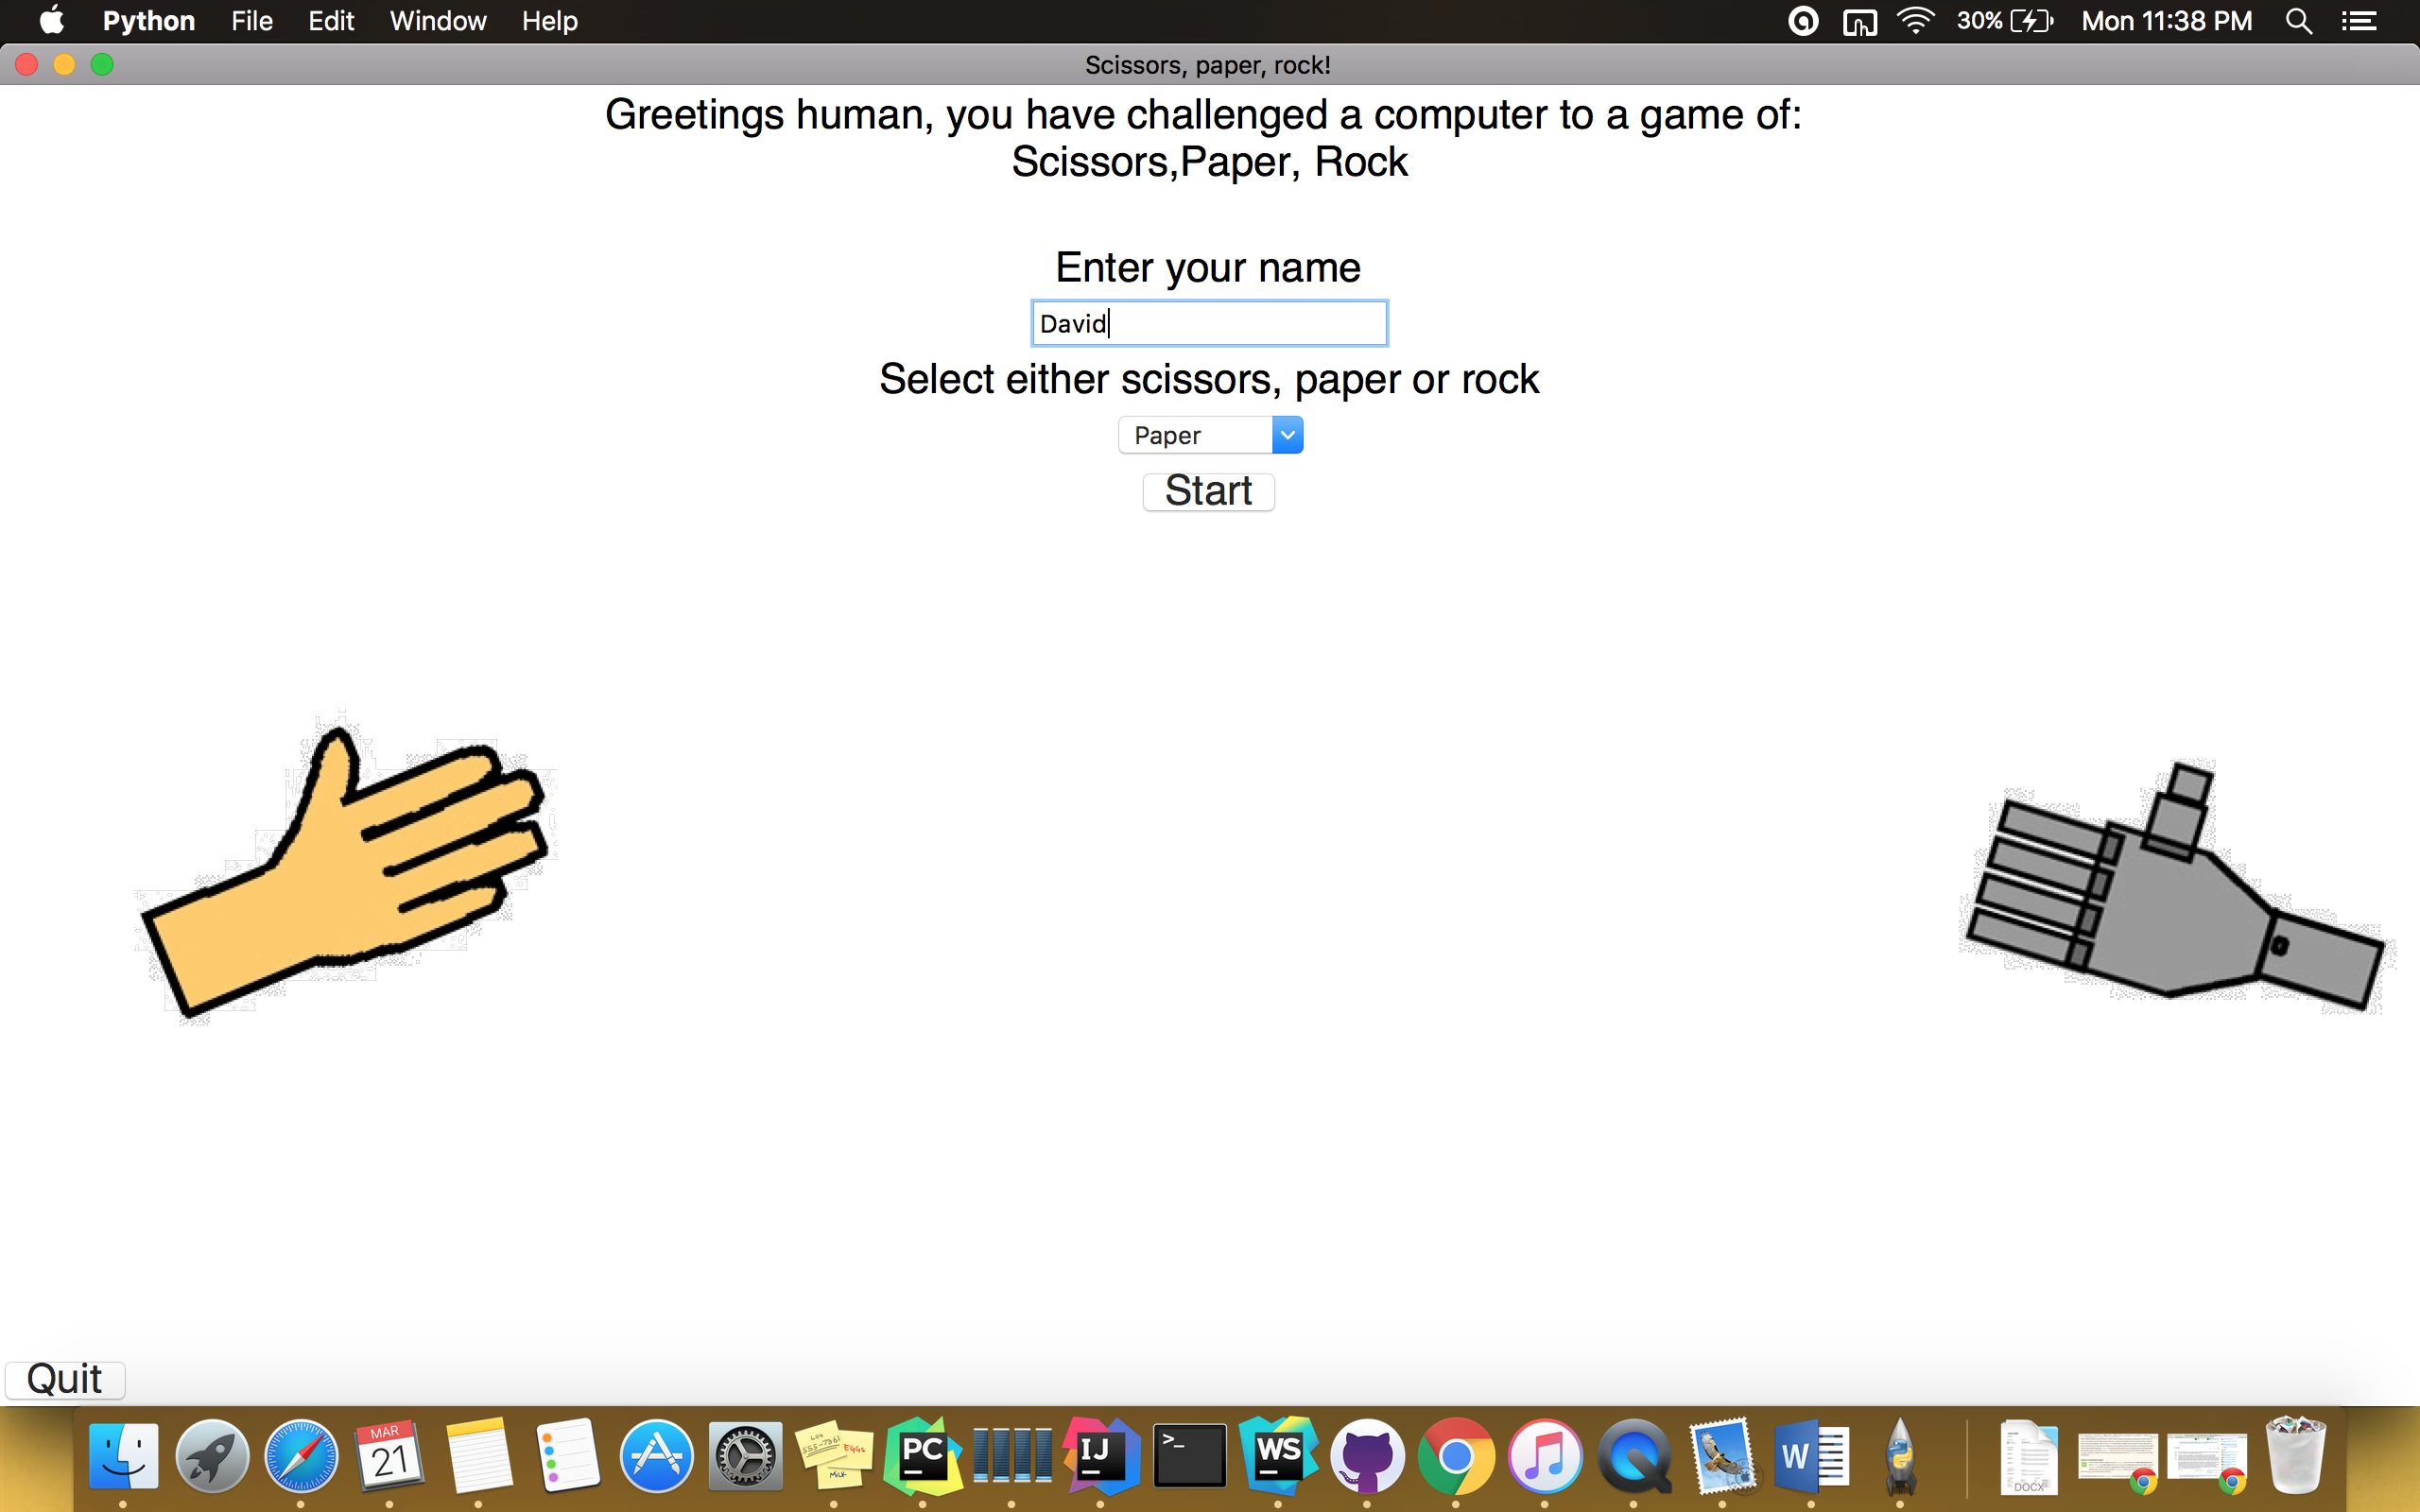 Python File Edit Window Help 30% Mon 11:38 PM
Scissors, paper, rock!
Greetings human, you have challenged a computer to a game of:
Scissors,Paper, Rock
Enter your name
David
Select either scissors, paper or rock
Paper
Start
Quit
MAR
21
EGGS
MILK
PC
IJ
>_
WS
W
DOCX